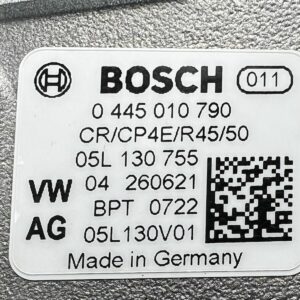 BOSCH 011
0 445 010 790
CR/CP4E/R45/50
05L 130 755
VW 04 260621
AG BPT 0722
05L130V01
Made in Germany